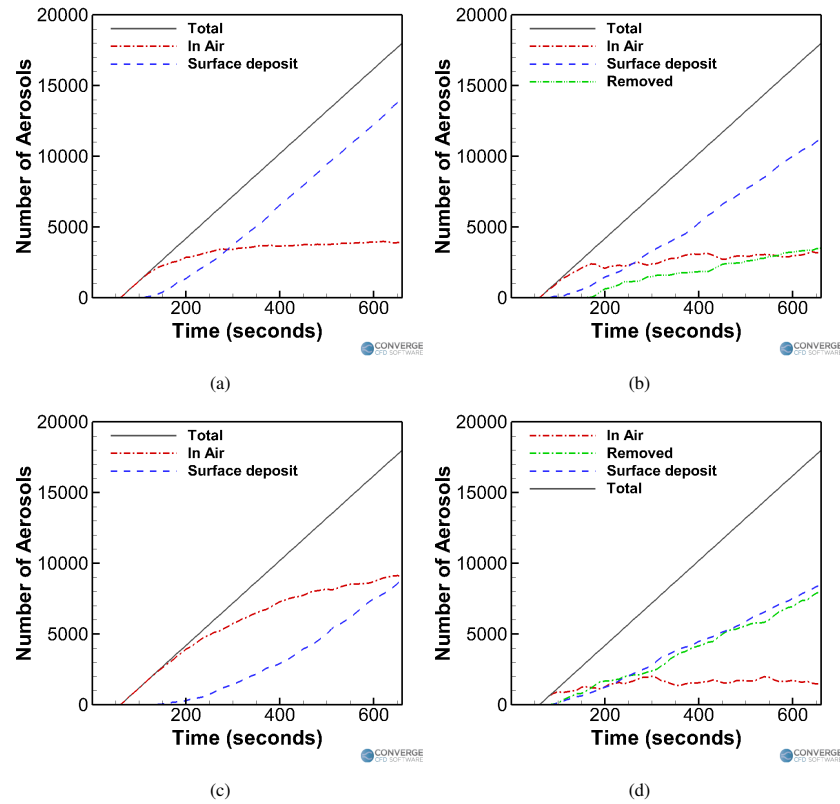 20000
15000
10000
5000
0
Number of Aerosols
Total
In Air
Surface deposit
200
400
600
Time (seconds)
CONVERGE
CFD SOFTWARE
(a)
20000
15000
10000
5000
0
Number of Aerosols
Total
In Air
Surface deposit
Removed
200
400
600
Time (seconds)
CONVERGE
CFD SOFTWARE
(b)
20000
15000
10000
5000
0
Number of Aerosols
Total
In Air
Surface deposit
200
400
600
Time (seconds)
CONVERGE
CFD SOFTWARE
(c)
20000
15000
10000
5000
0
Number of Aerosols
In Air
Removed
Surface deposit
Total
200
400
600
Time (seconds)
CONVERGE
CFD SOFTWARE
(d)